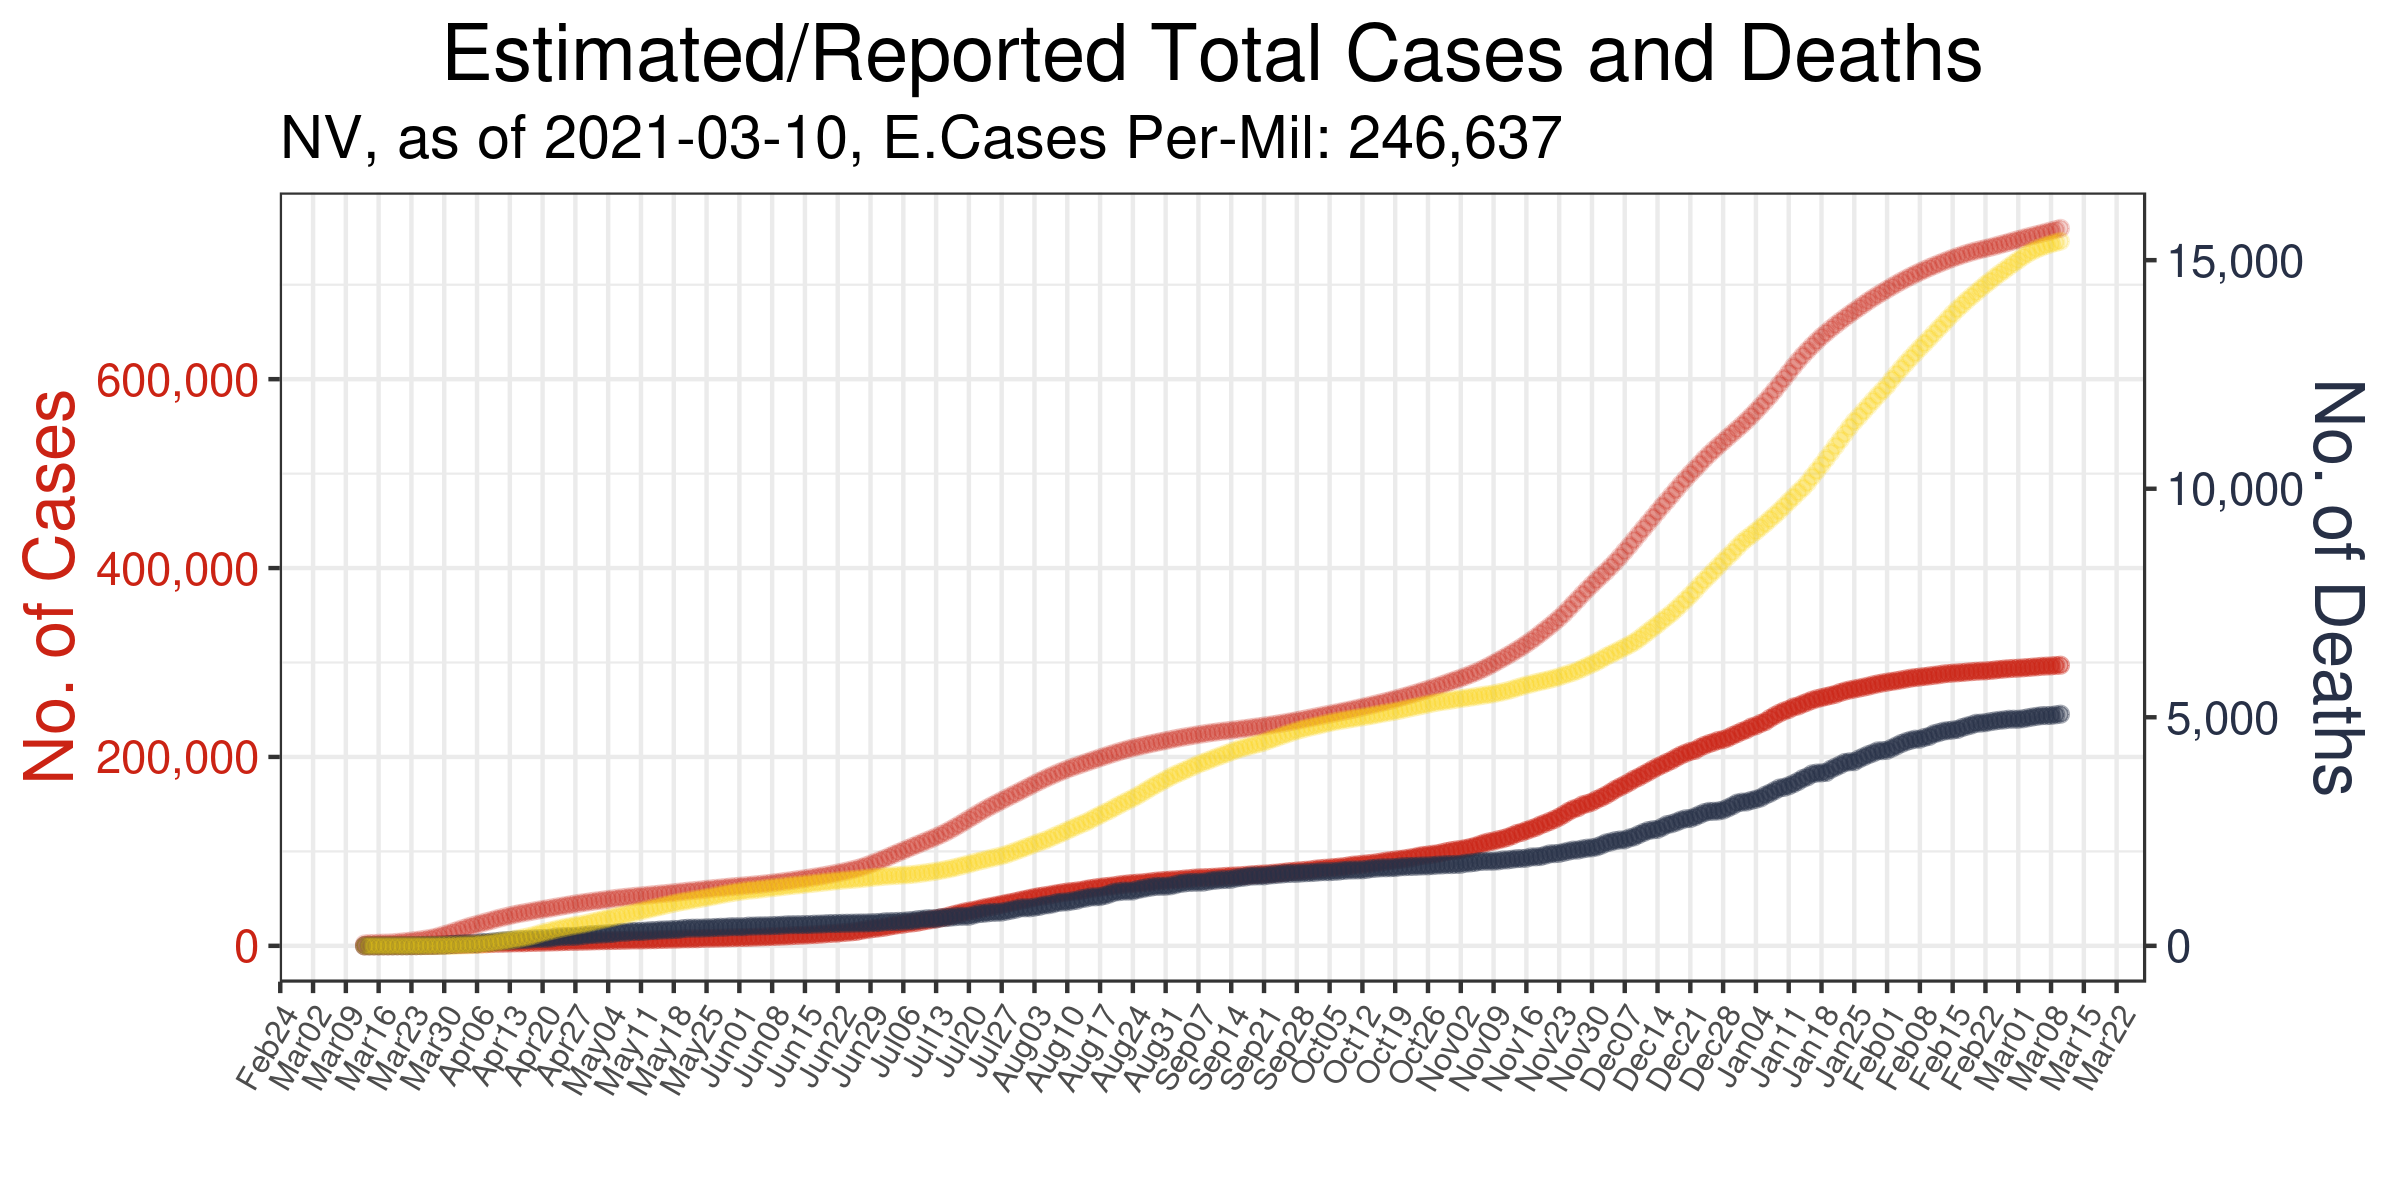 Estimated/Reported Total Cases and Deaths
NV, as of 2021-03-10, E.Cases Per-Mil: 246,637
No. of Cases
600,000
400,000
200,000
0
15,000
10,000
5,000
0
No. of Deaths
Feb24
Mar02
Mar09
Mar16
Mar23
Mar30
Apr06
Apr13
Apr20
Apr27
May04
May11
May18
May25
Jun01
Jun08
Jun15
Jun22
Jun29
Jul06
Jul13
Jul20
Jul27
Aug03
Aug10
Aug17
Aug24
Aug31
Sep07
Sep14
Sep21
Sep28
Oct05
Oct12
Oct19
Oct26
Nov02
Nov09
Nov16
Nov23
Nov30
Dec07
Dec14
Dec21
Dec28
Jan04
Jan11
Jan18
Jan25
Feb01
Feb08
Feb15
Feb22
Mar01
Mar08
Mar15
Mar22